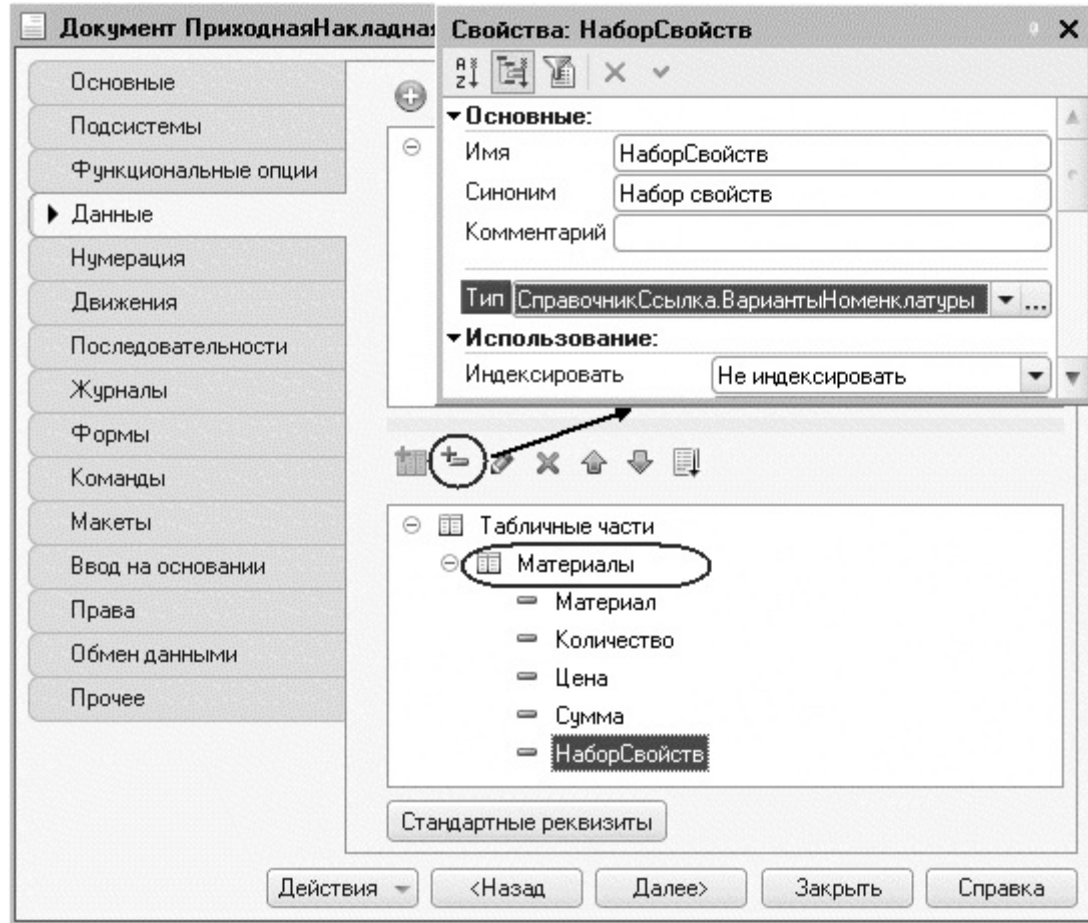 Документ ПриходнаяНакладная
Основные
Подсистемы
Функциональные опции
Данные
Нумерация
Движения
Последовательности
Журналы
Формы
Команды
Макеты
Ввод на основании
Права
Обмен данными
Прочее
Свойства: НаборСвойств
Основные:
Имя НаборСвойств
Синоним Набор свойств
Комментарий
Тип СправочникСсылка.ВариантыНоменклатуры ...
Использование:
Индексировать Не индексировать
Табличные части
Материалы
Материал
Количество
Цена
Сумма
НаборСвойств
Стандартные реквизиты
Действия <Назад Далее> Закрыть Справка